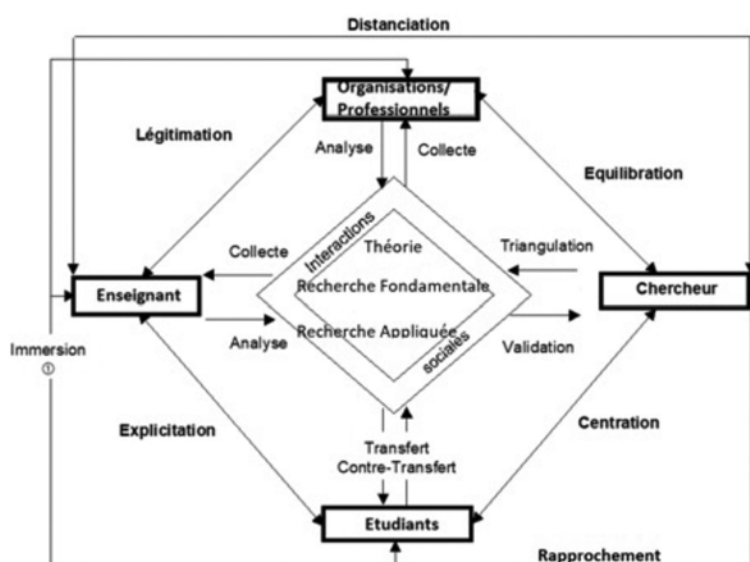 Distanciation
Organisations/
Professionnels
Légitimation
Analyse
Collecte
Equilibration
Interactions
Collecte
Théorie
Triangulation
Enseignant
Recherche Fondamentale
Chercheur
Recherche Appliquée
Immersion
①
Analyse
sociales
Validation
Explicitation
Centration
Transfert
Contre-Transfert
Etudiants
Rapprochement